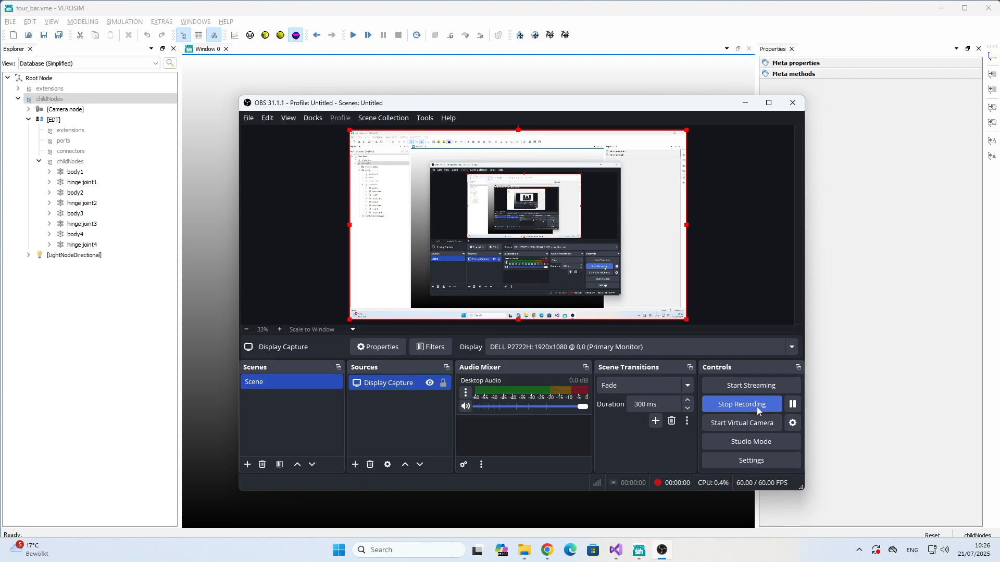 four_bar.vme - VEROSIM
FILE EDIT VIEW MODELING SIMULATION EXTRAS WINDOWS HELP
Explorer
Window 0
Properties
View: Database (Simplified)
Meta properties
Meta methods
Root Node
extensions
childNodes
[Camera node]
[EDT]
extensions
ports
connectors
childNodes
body1
hinge joint1
body2
hinge joint2
body3
hinge joint3
body4
hinge joint4
[LightNodeDirectional]
OBS 31.1.1 - Profile: Untitled - Scenes: Untitled
File Edit View Docks Profile Scene Collection Tools Help
33% Scale to Window
Display Capture Properties Filters Display DELL P2722H: 1920x1080 @ 0,0 (Primary Monitor)
Scenes Sources Audio Mixer Scene Transitions Controls
Scene
Display Capture
Desktop Audio 0.0 dB
-60 -55 -50 -45 -40 -35 -30 -25 -20 -15 -10 -5 0
Fade
Duration 300 ms
Start Streaming
Stop Recording
Start Virtual Camera
Studio Mode
Settings
00:00:00 00:00:00 CPU: 0.4% 60.00 / 60.00 FPS
Ready.
Reset childNodes
5
17°C
Bewölkt
Search
M365
ENG
10:26
21/07/2025